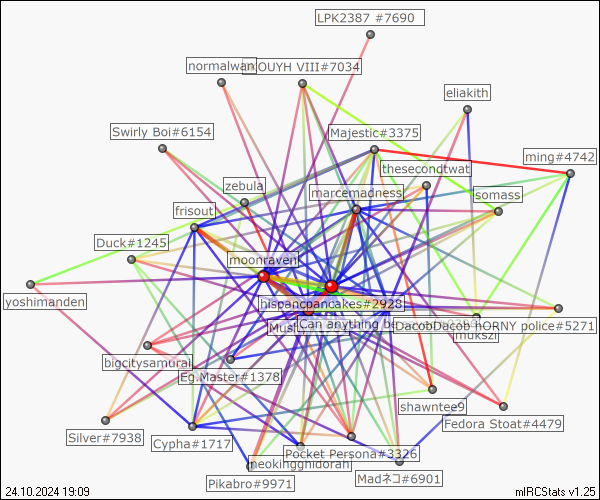 LPK2387 #7690
normalwan
OUYH VIII#7034
eliakith
Swirly Boi#6154
Majestic#3375
ming#4742
thesecondtwat
zebula
marcemadness
somass
frisout
Duck#1245
moonraven
yoshimanden
hispancpancakes#2928
Can anything be
DacobDacob HORNY police#5271
bigcitysamurai
Eg.Master#1378
shawntee9
Fedora Stoat#4479
Silver#7938
Cypha#1717
Pocket Persona#3326
neokingghidorah
Madネコ#6901
Pikabro#9971
24.10.2024 19:09
mIRCStats v1.25